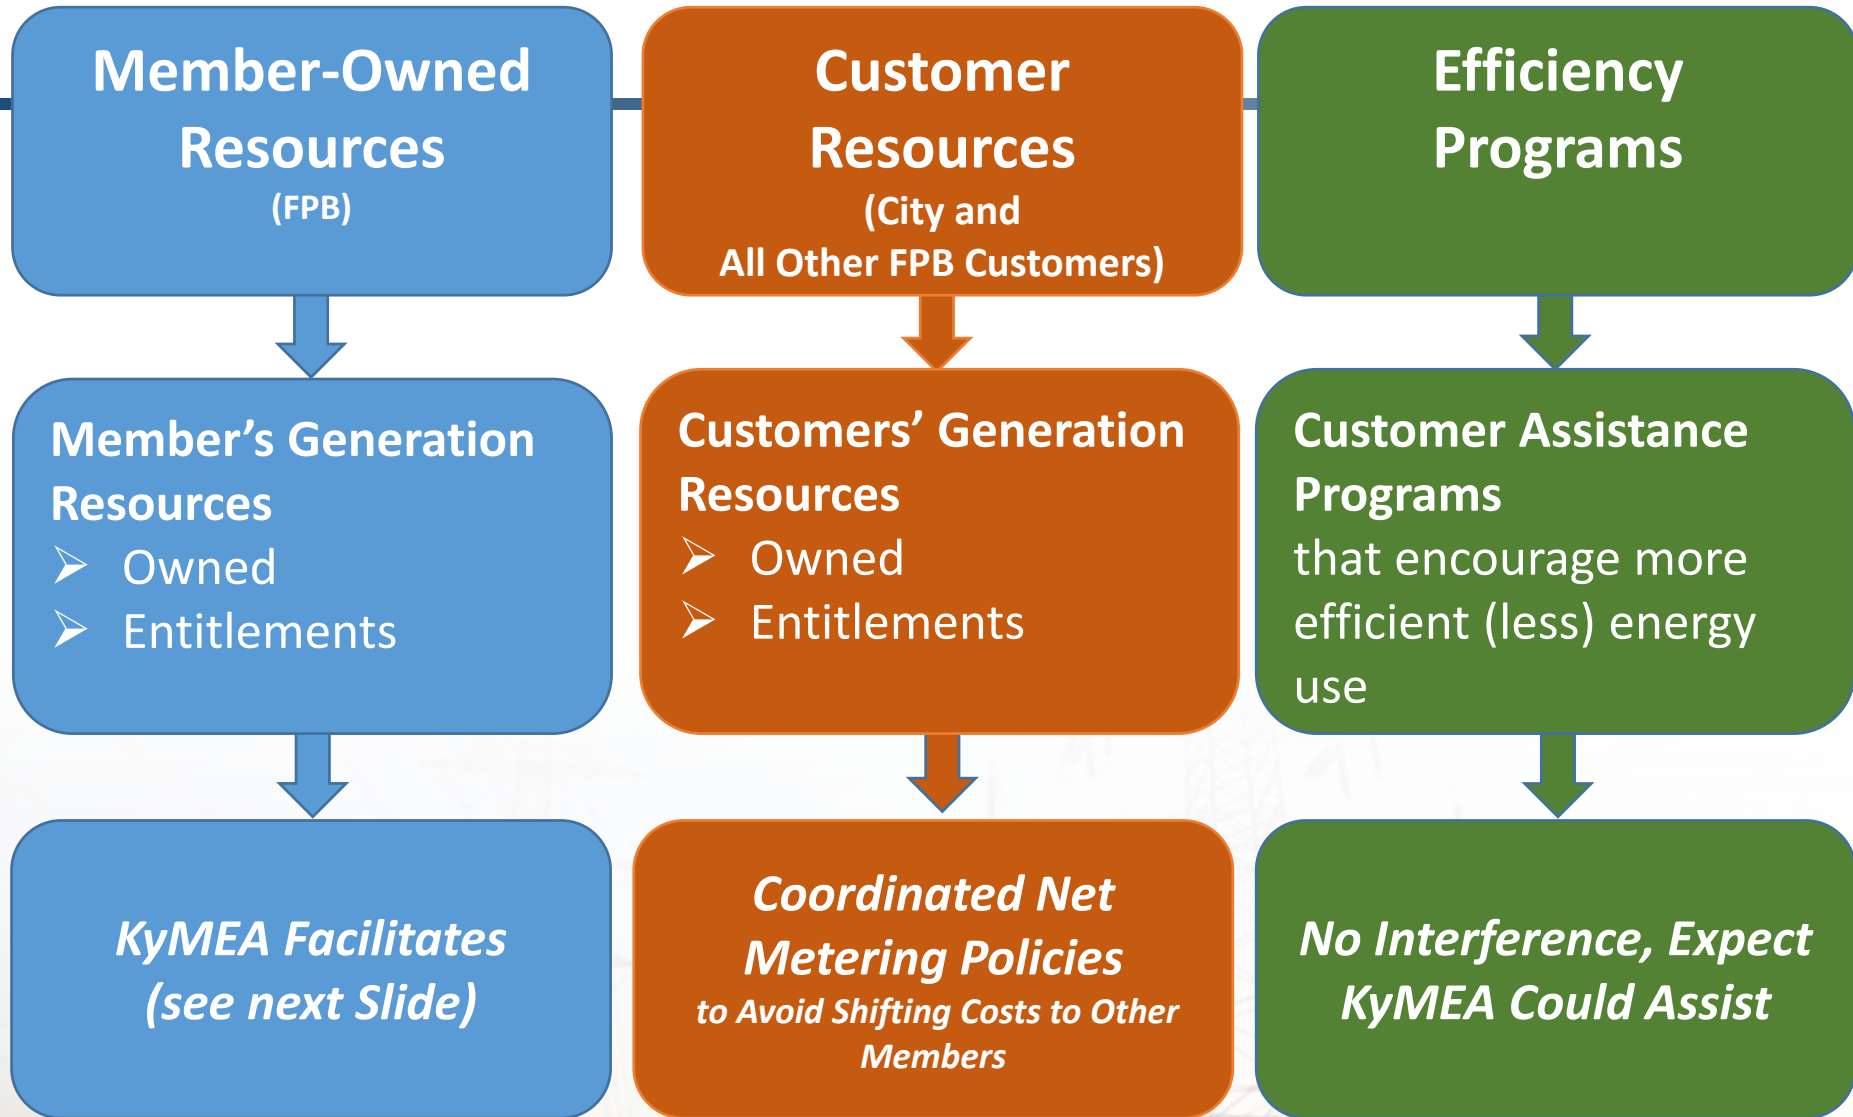 Member-Owned
Resources
(FPB)
Customer
Resources
(City and
All Other FPB Customers)
Efficiency
Programs
Member’s Generation
Resources
➢ Owned
➢ Entitlements
Customers’ Generation
Resources
➢ Owned
➢ Entitlements
Customer Assistance
Programs
that encourage more
efficient (less) energy
use
KyMEA Facilitates
(see next Slide)
Coordinated Net
Metering Policies
to Avoid Shifting Costs to Other
Members
No Interference, Expect
KyMEA Could Assist